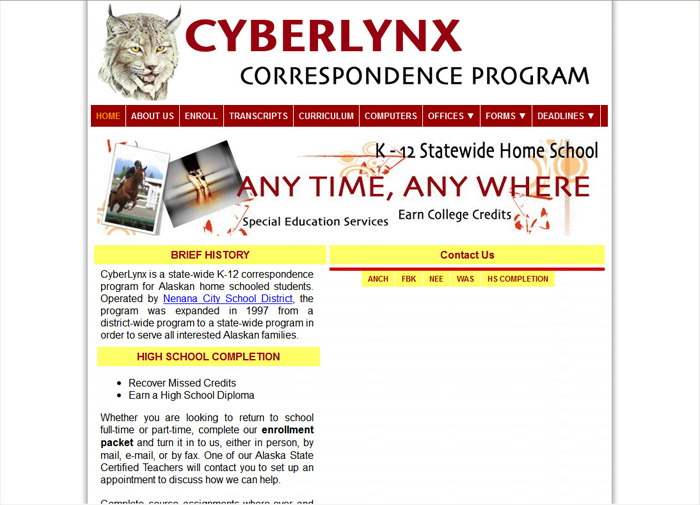 CYBERLYNX
CORRESPONDENCE PROGRAM
HOME ABOUT US ENROLL TRANSCRIPTS CURRICULUM COMPUTERS OFFICES ▼ FORMS ▼ DEADLINES ▼
K - 12 Statewide Home School
ANY TIME, ANY WHERE
Special Education Services Earn College Credits
BRIEF HISTORY
CyberLynx is a state-wide K-12 correspondence
program for Alaskan home schooled students.
Operated by Nenana City School District, the
program was expanded in 1997 from a
district-wide program to a state-wide program in
order to serve all interested Alaskan families.
HIGH SCHOOL COMPLETION
• Recover Missed Credits
• Earn a High School Diploma
Whether you are looking to return to school
full-time or part-time, complete our enrollment
packet and turn it in to us, either in person, by
mail, e-mail, or by fax. One of our Alaska State
Certified Teachers will contact you to set up an
appointment to discuss how we can help.
Complete course assignments where ever and
Contact Us
ANCH FBK NEE WAS HS COMPLETION